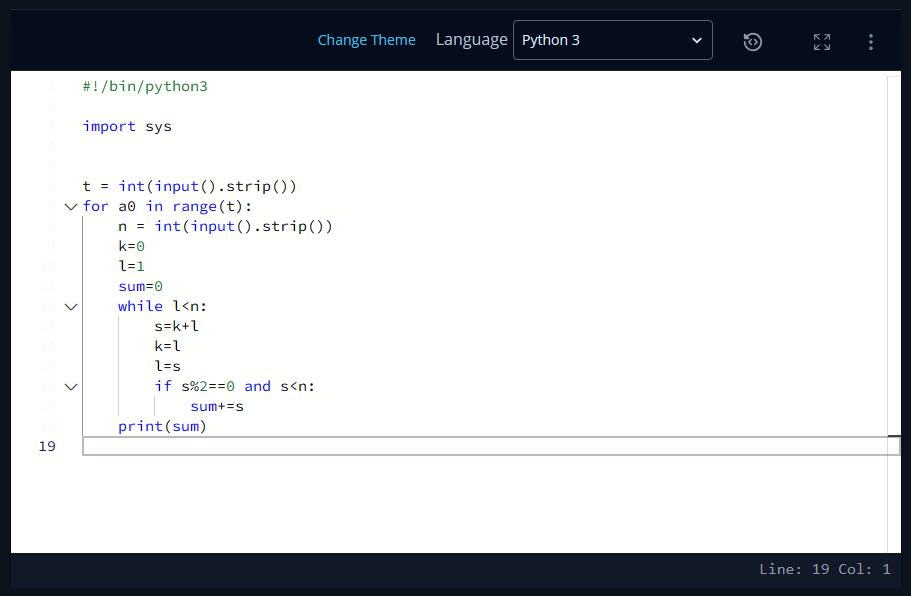 Change Theme Language Python 3
1 #!/bin/python3
2
3 import sys
4
5
6 t = int(input().strip())
7 for a0 in range(t):
8     n = int(input().strip())
9     k=0
10     l=1
11     sum=0
12     while l<n:
13         s=k+l
14         k=l
15         l=s
16         if s%2==0 and s<n:
17             sum+=s
18     print(sum)
19
Line: 19 Col: 1